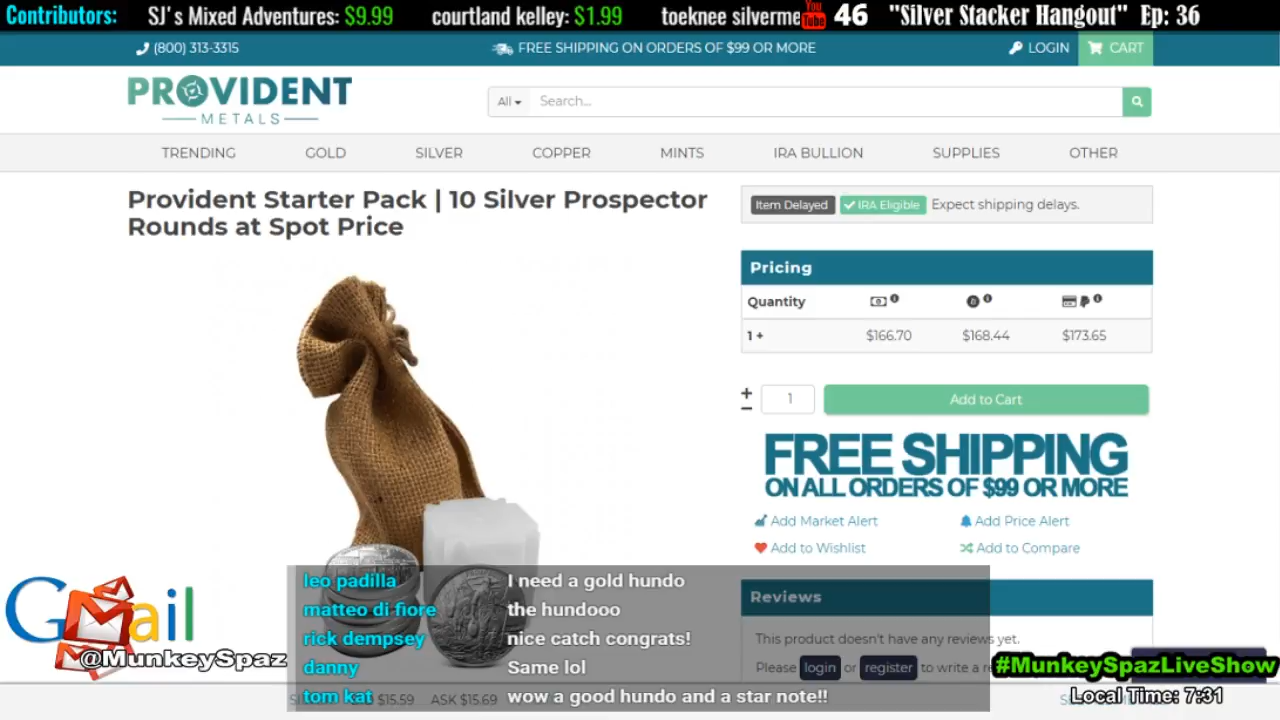 Contributors: SJ's Mixed Adventures: $9.99 courtland kelley: $1.99 toeknee silverme You Tube 46 "Silver Stacker Hangout" Ep: 36
(800) 313-3315 FREE SHIPPING ON ORDERS OF $99 OR MORE LOGIN CART
PROVIDENT
METALS
All Search...
TRENDING GOLD SILVER COPPER MINTS IRA BULLION SUPPLIES OTHER
Provident Starter Pack | 10 Silver Prospector
Rounds at Spot Price
Item Delayed IRA Eligible Expect shipping delays.
Pricing
Quantity
1 + $166.70 $168.44 $173.65
1 Add to Cart
FREE SHIPPING
ON ALL ORDERS OF $99 OR MORE
Add Market Alert Add Price Alert
Add to Wishlist Add to Compare
Reviews
This product doesn't have any reviews yet.
Please login or register to write a re
Gmail
@MunkeySpaz
leo padilla I need a gold hundo
matteo di fiore the hundooo
rick dempsey nice catch congrats!
danny Same lol
tom kat wow a good hundo and a star note!!
$15.59 ASK $15.69
#MunkeySpazLiveShow
Local Time: 7:31